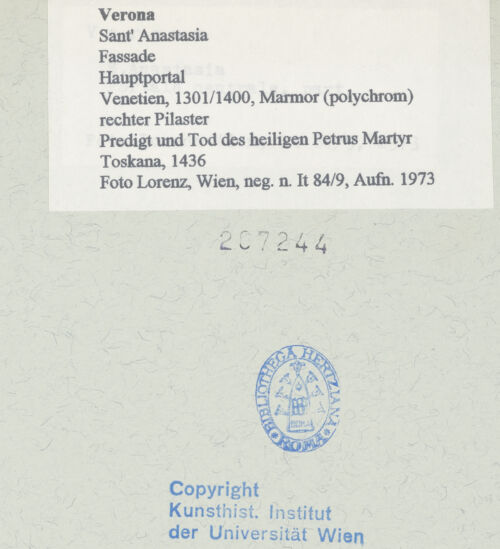 Verona
Sant' Anastasia
Fassade
Hauptportal
Venetien, 1301/1400, Marmor (polychrom)
rechter Pilaster
Predigt und Tod des heiligen Petrus Martyr
Toskana, 1436
Foto Lorenz, Wien, neg. n. It 84/9, Aufn. 1973
207244
BIBLIOTHECA HERTZIANA
ROMA
Copyright
Kunsthist. Institut
der Universität Wien